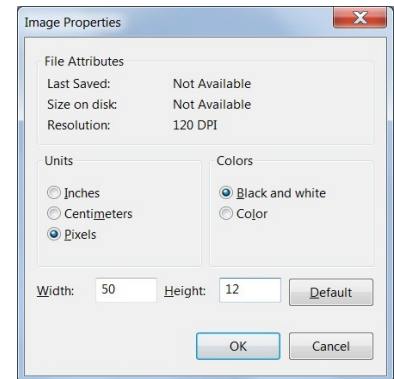 Image Properties
File Attributes
Last Saved: Not Available
Size on disk: Not Available
Resolution: 120 DPI
Units
Inches
Centimeters
Pixels
Colors
Black and white
Color
Width: 50 Height: 12 Default
OK Cancel